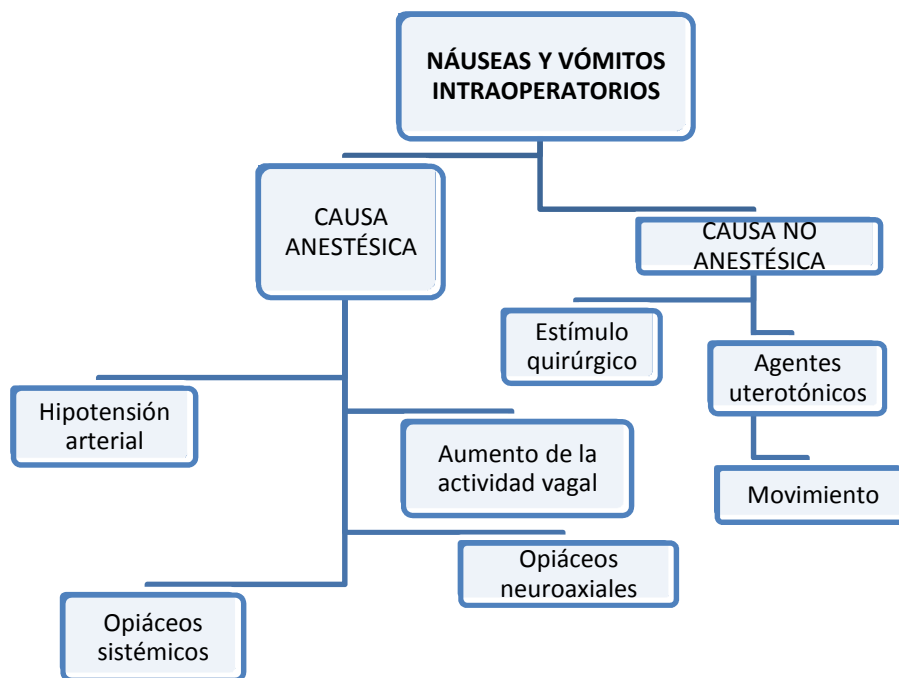 NÁUSEAS Y VÓMITOS
INTRAOPERATORIOS
CAUSA
ANESTÉSICA
Hipotensión
arterial
Aumento de la
actividad vagal
Opiáceos
neuroaxiales
Opiáceos
sistémicos
CAUSA NO
ANESTÉSICA
Estímulo
quirúrgico
Agentes
uterotónicos
Movimiento